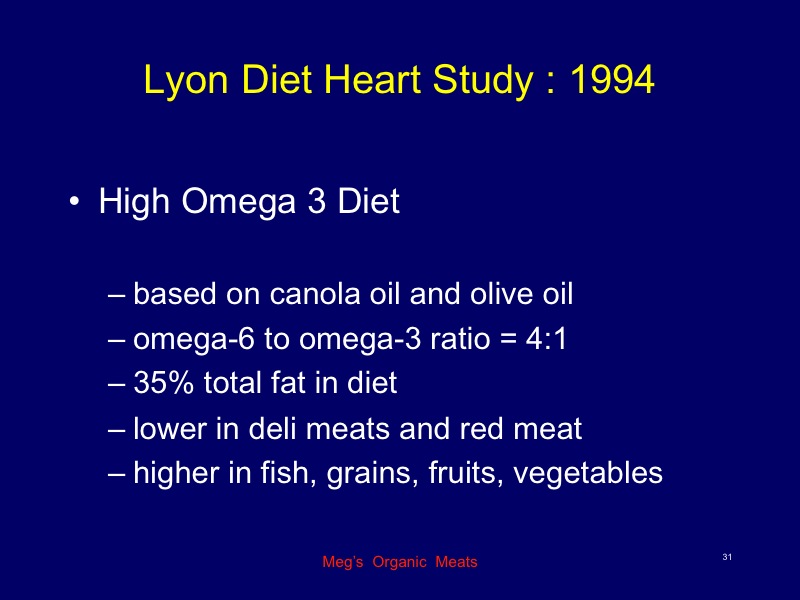 Lyon Diet Heart Study : 1994
• High Omega 3 Diet
– based on canola oil and olive oil
– omega-6 to omega-3 ratio = 4:1
– 35% total fat in diet
– lower in deli meats and red meat
– higher in fish, grains, fruits, vegetables
Meg's Organic Meats
31